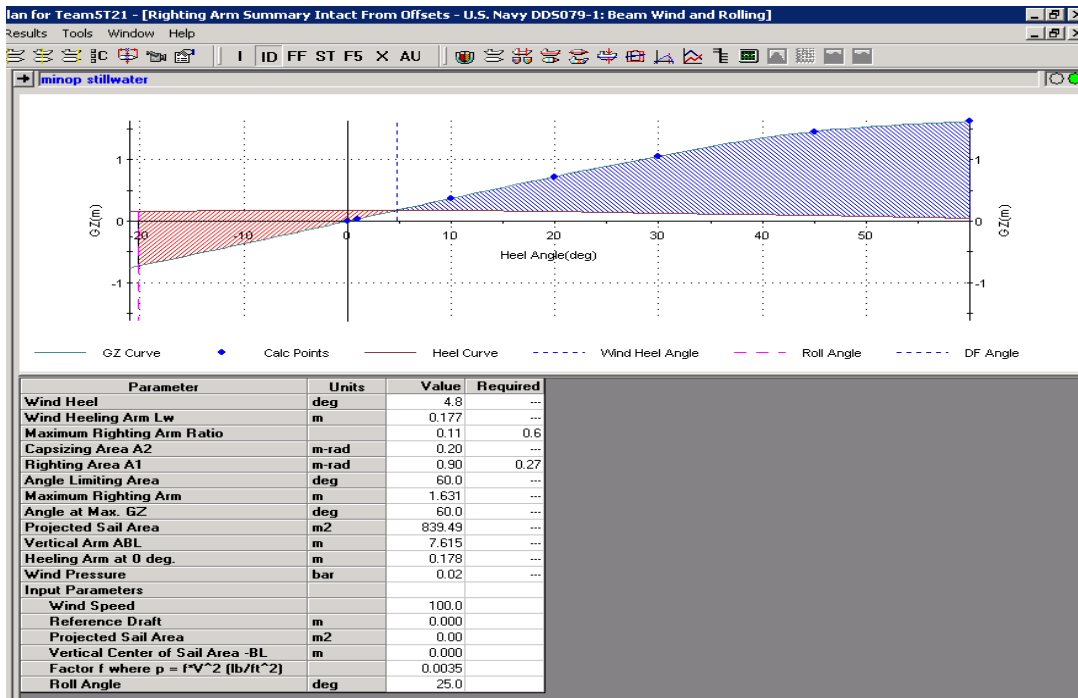 lan for Team5T21 - [Righting Arm Summary Intact From Offsets - U.S. Navy DDS079-1: Beam Wind and Rolling]
Results Tools Window Help
I ID FF ST F5 X AU
minop stillwater
GZ(m)
1
0
-1
-20 -10 0 10 20 30 40 50
Heel Angle(deg)
1
0
-1
GZ(m)
GZ Curve Calc Points Heel Curve Wind Heel Angle Roll Angle DF Angle
Parameter Units Value Required
Wind Heel deg 4.8 ---
Wind Heeling Arm Lw m 0.177 ---
Maximum Righting Arm Ratio 0.11 0.6
Capsizing Area A2 m-rad 0.20 ---
Righting Area A1 m-rad 0.90 0.27
Angle Limiting Area deg 60.0 ---
Maximum Righting Arm m 1.631 ---
Angle at Max. GZ deg 60.0 ---
Projected Sail Area m2 839.49 ---
Vertical Arm ABL m 7.615 ---
Heeling Arm at 0 deg. m 0.178 ---
Wind Pressure bar 0.02 ---
Input Parameters
Wind Speed 100.0
Reference Draft m 0.000
Projected Sail Area m2 0.00
Vertical Center of Sail Area -BL m 0.000
Factor f where p = f*V^2 (lb/ft^2) 0.0035
Roll Angle deg 25.0